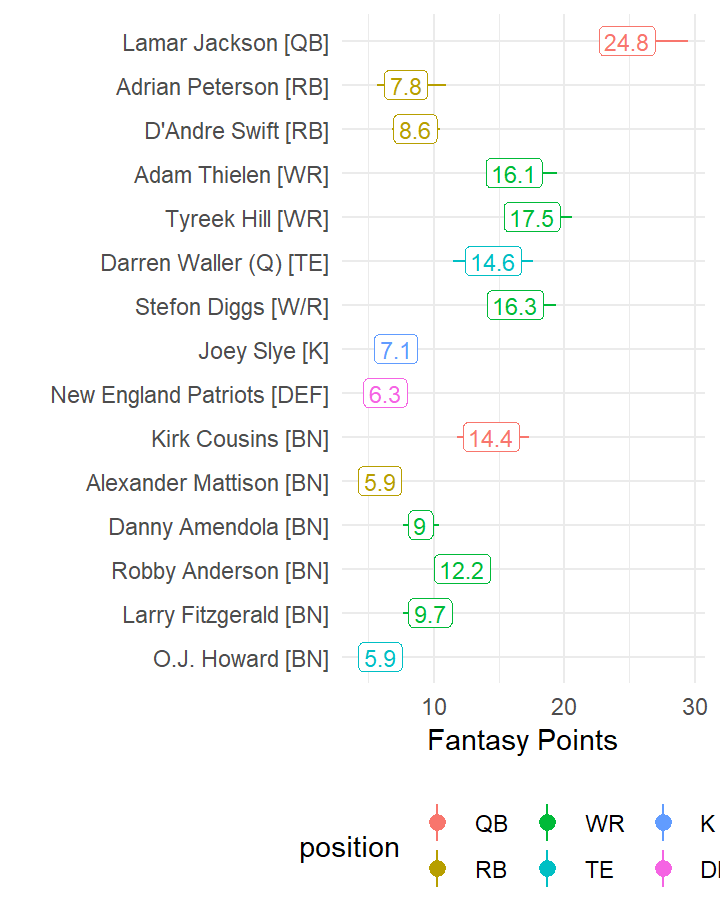 Lamar Jackson [QB] 24.8
Adrian Peterson [RB] 7.8
D'Andre Swift [RB] 8.6
Adam Thielen [WR] 16.1
Tyreek Hill [WR] 17.5
Darren Waller (Q) [TE] 14.6
Stefon Diggs [W/R] 16.3
Joey Slye [K] 7.1
New England Patriots [DEF] 6.3
Kirk Cousins [BN] 14.4
Alexander Mattison [BN] 5.9
Danny Amendola [BN] 9
Robby Anderson [BN] 12.2
Larry Fitzgerald [BN] 9.7
O.J. Howard [BN] 5.9
10 20 30
Fantasy Points
position
QB WR K
RB TE